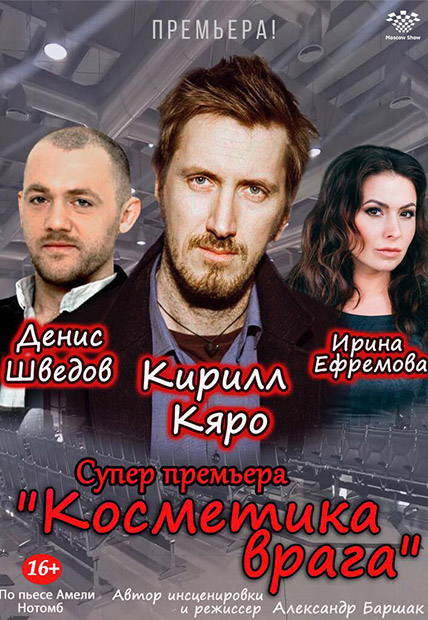 ПРЕМЬЕРА!
Moscow Show
Денис
Шведов
Кирилл
Кяро
Ирина
Ефремова
Супер премьера
"Косметика
врага"
16+
По пьесе Амели
Нотомб
Автор инсценировки
и режиссер Александр Баршак